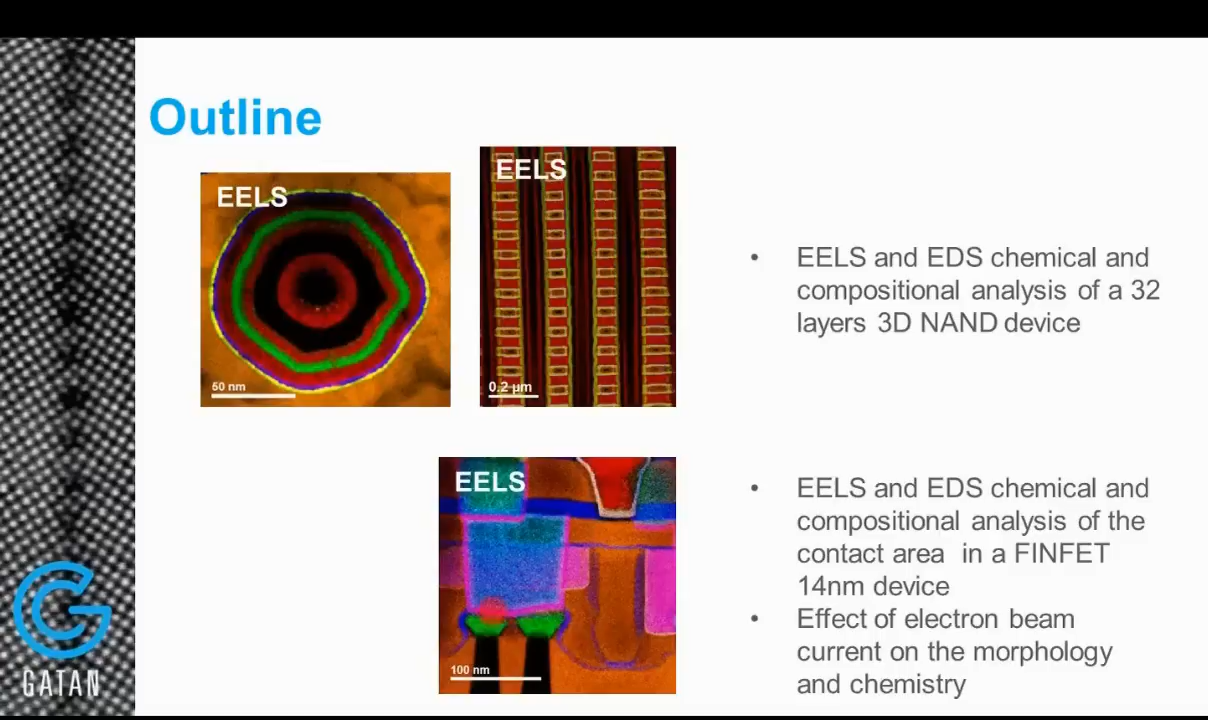 Outline
EELS
50 nm
EELS
0.2 µm
• EELS and EDS chemical and
compositional analysis of a 32
layers 3D NAND device
EELS
100 nm
• EELS and EDS chemical and
compositional analysis of the
contact area in a FINFET
14nm device
• Effect of electron beam
current on the morphology
and chemistry
GATAN